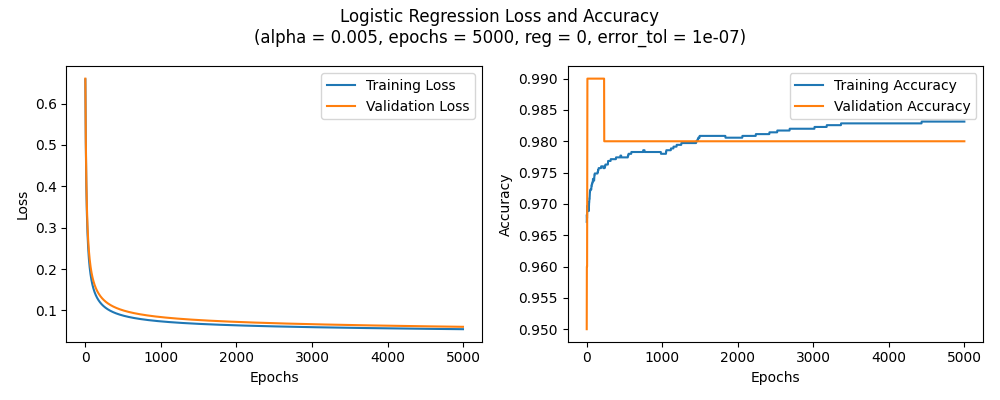 Logistic Regression Loss and Accuracy
(alpha = 0.005, epochs = 5000, reg = 0, error_tol = 1e-07)
Training Loss
Validation Loss
0.6
0.5
0.4
0.3
0.2
0.1
Loss
0
1000
2000
3000
4000
5000
Epochs
Training Accuracy
Validation Accuracy
0.990
0.985
0.980
0.975
0.970
0.965
0.960
0.955
0.950
Accuracy
0
1000
2000
3000
4000
5000
Epochs